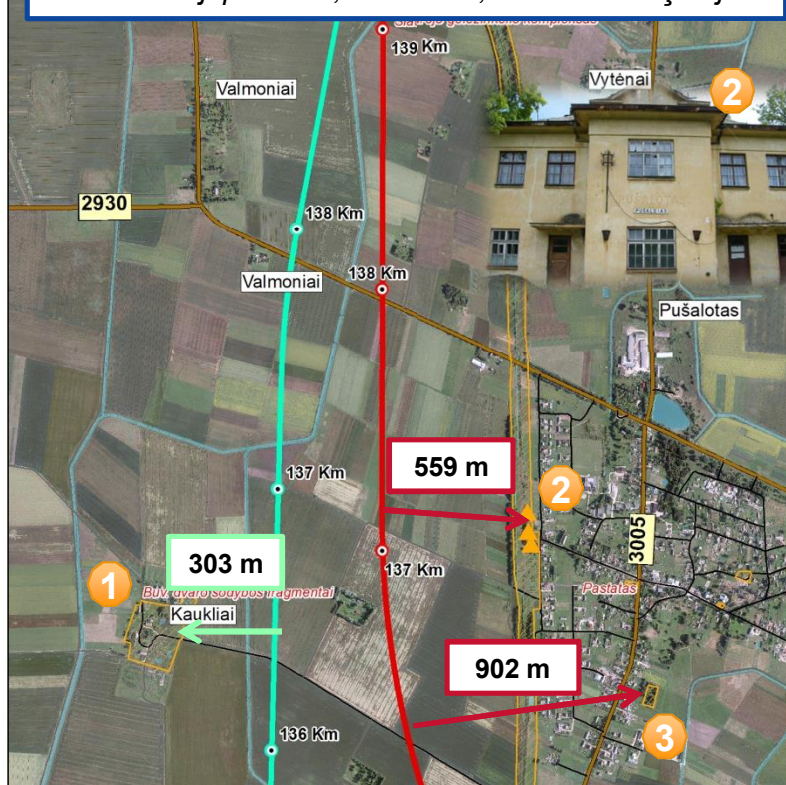 139 Km
Valmoniai
Vytėnai
2
2930
138 Km
Valmoniai
138 Km
Pušalotas
559 m
137 Km
2
3005
303 m
137 Km
1
Buv. dvaro sodybos fragmentai
Pastatas
Kaukliai
902 m
136 Km
3